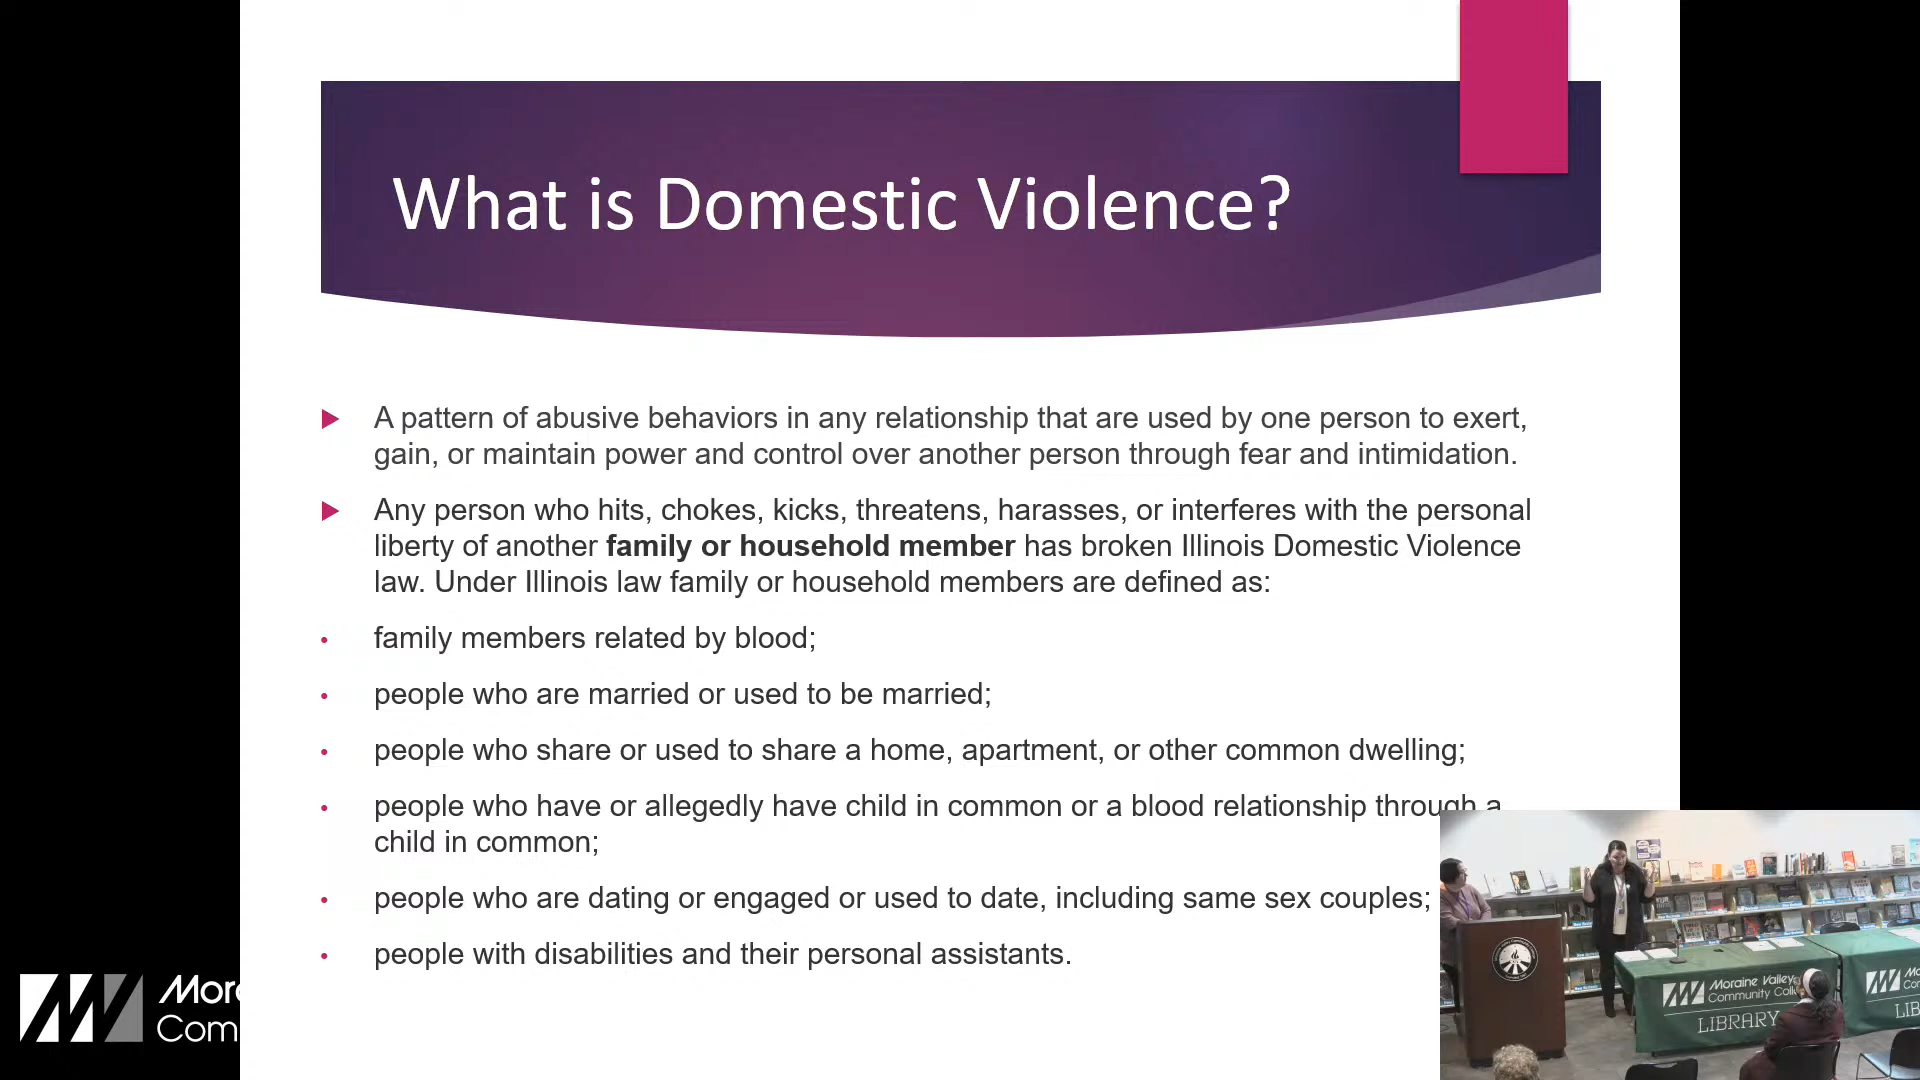 What is Domestic Violence?
A pattern of abusive behaviors in any relationship that are used by one person to exert,
gain, or maintain power and control over another person through fear and intimidation.
Any person who hits, chokes, kicks, threatens, harasses, or interferes with the personal
liberty of another family or household member has broken Illinois Domestic Violence
law. Under Illinois law family or household members are defined as:
family members related by blood;
people who are married or used to be married;
people who share or used to share a home, apartment, or other common dwelling;
people who have or allegedly have child in common or a blood relationship through a
child in common;
people who are dating or engaged or used to date, including same sex couples;
people with disabilities and their personal assistants.
Mor
Com
Moraine Valley
Community Coll
LIBRARY
M
Co
LIB